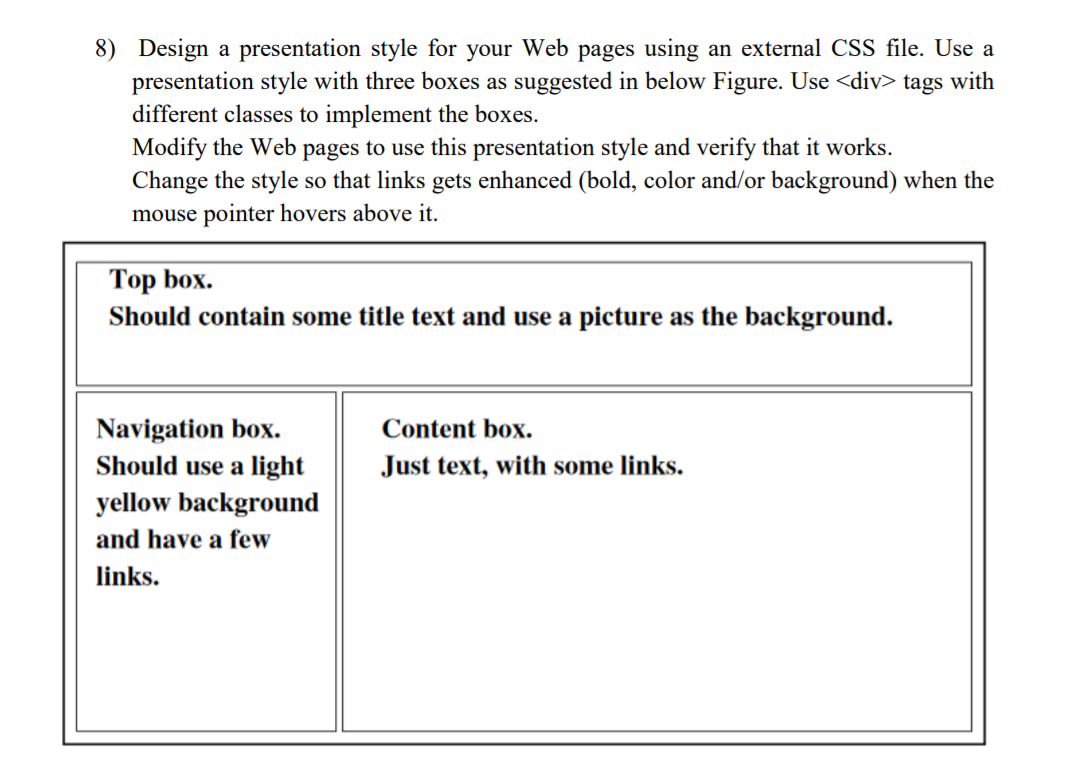 8) Design a presentation style for your Web pages using an external CSS file. Use a
presentation style with three boxes as suggested in below Figure. Use <div> tags with
different classes to implement the boxes.
Modify the Web pages to use this presentation style and verify that it works.
Change the style so that links gets enhanced (bold, color and/or background) when the
mouse pointer hovers above it.
Top box.
Should contain some title text and use a picture as the background.
Navigation box.
Should use a light
yellow background
and have a few
links.
Content box.
Just text, with some links.